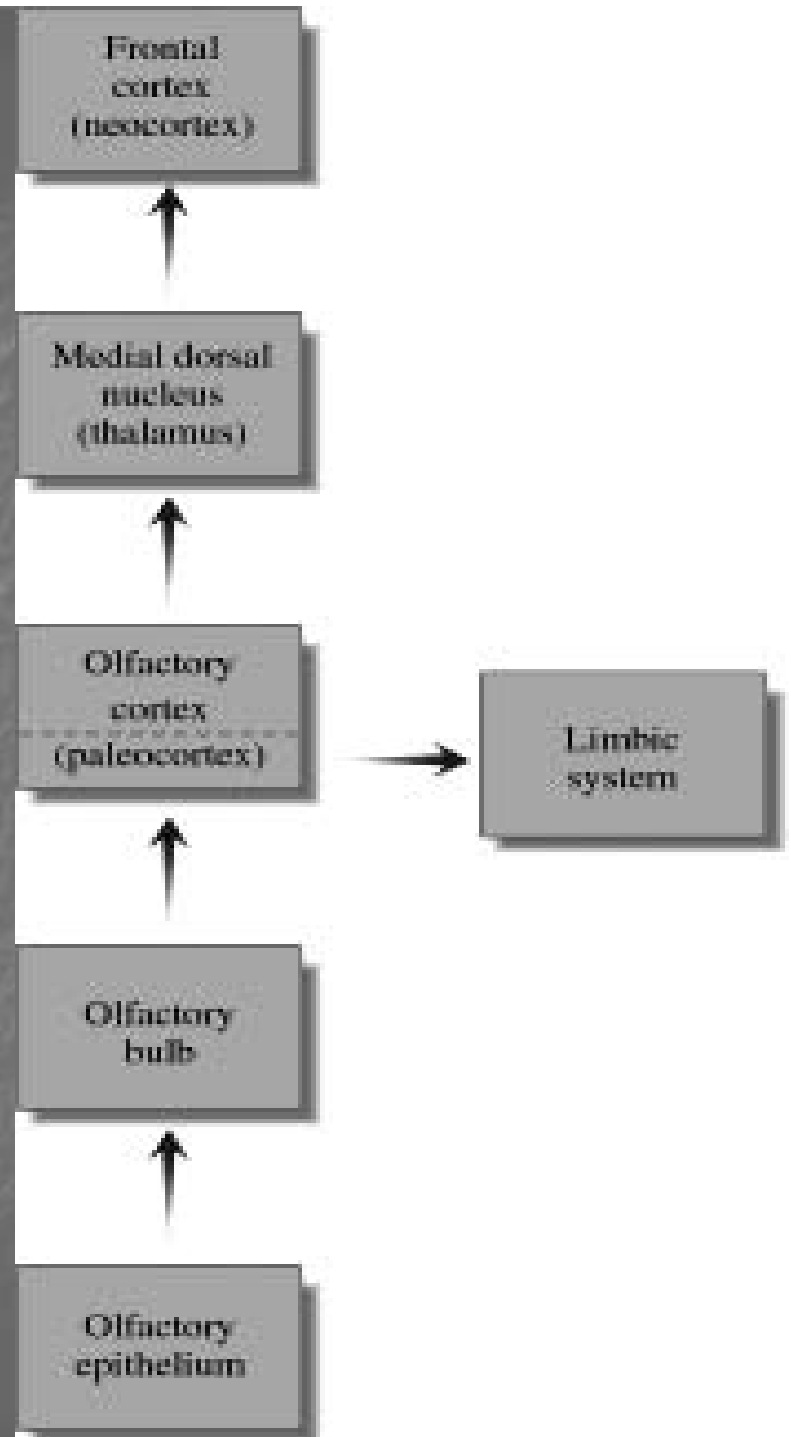 Frontal
cortex
(neocortex)
Medial dorsal
nucleus
(thalamus)
Olfactory
cortex
(paleocortex)
Limbic
system
Olfactory
bulb
Olfactory
epithelium